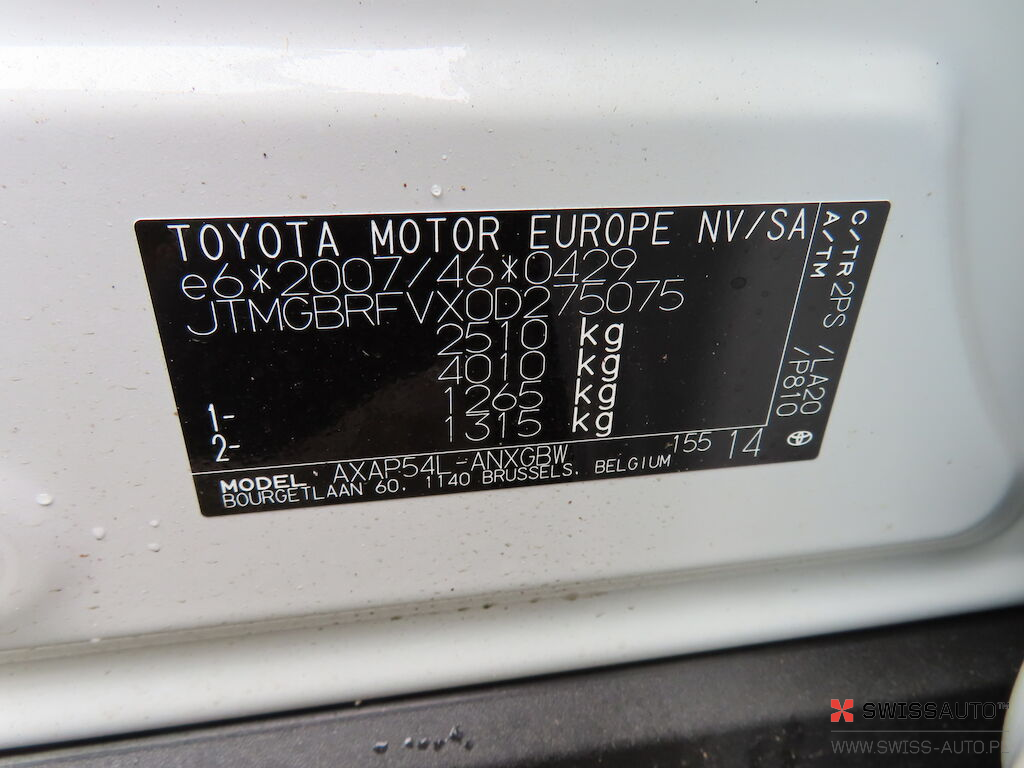 TOYOTA MOTOR EUROPE NV/SA
e6*2007/46*0429
JTMGBRFVX0D275075
2510 kg
4010 kg
1- 1265 kg
2- 1315 kg
C/TR 2PS /LA20
A/TM /P810
MODEL AXAP54L-ANXGBW 155 14
BOURGETLAAN 60, 1140 BRUSSELS, BELGIUM
SWISSAUTO™
WWW.SWISS-AUTO.PL